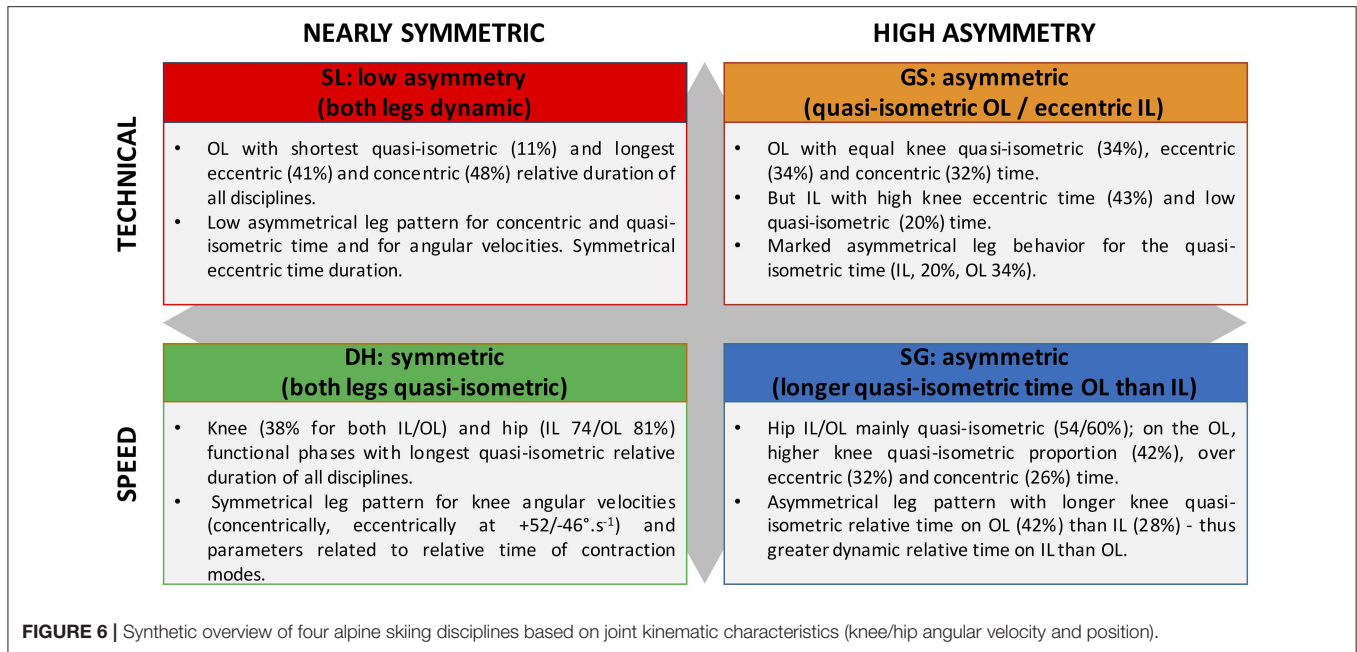 NEARLY SYMMETRIC
HIGH ASYMMETRY
TECHNICAL
SL: low asymmetry
(both legs dynamic)
• OL with shortest quasi-isometric (11%) and longest
eccentric (41%) and concentric (48%) relative duration of
all disciplines.
• Low asymmetrical leg pattern for concentric and quasi-
isometric time and for angular velocities. Symmetrical
eccentric time duration.
GS: asymmetric
(quasi-isometric OL / eccentric IL)
• OL with equal knee quasi-isometric (34%), eccentric
(34%) and concentric (32%) time.
• But IL with high knee eccentric time (43%) and low
quasi-isometric (20%) time.
• Marked asymmetrical leg behavior for the quasi-
isometric time (IL, 20%, OL 34%).
SPEED
DH: symmetric
(both legs quasi-isometric)
• Knee (38% for both IL/OL) and hip (IL 74/OL 81%)
functional phases with longest quasi-isometric relative
duration of all disciplines.
• Symmetrical leg pattern for knee angular velocities
(concentrically, eccentrically at +52/-46°.s⁻¹) and
parameters related to relative time of contraction
modes.
SG: asymmetric
(longer quasi-isometric time OL than IL)
• Hip IL/OL mainly quasi-isometric (54/60%); on the OL,
higher knee quasi-isometric proportion (42%), over
eccentric (32%) and concentric (26%) time.
• Asymmetrical leg pattern with longer knee quasi-
isometric relative time on OL (42%) than IL (28%) - thus
greater dynamic relative time on IL than OL.
FIGURE 6 | Synthetic overview of four alpine skiing disciplines based on joint kinematic characteristics (knee/hip angular velocity and position).